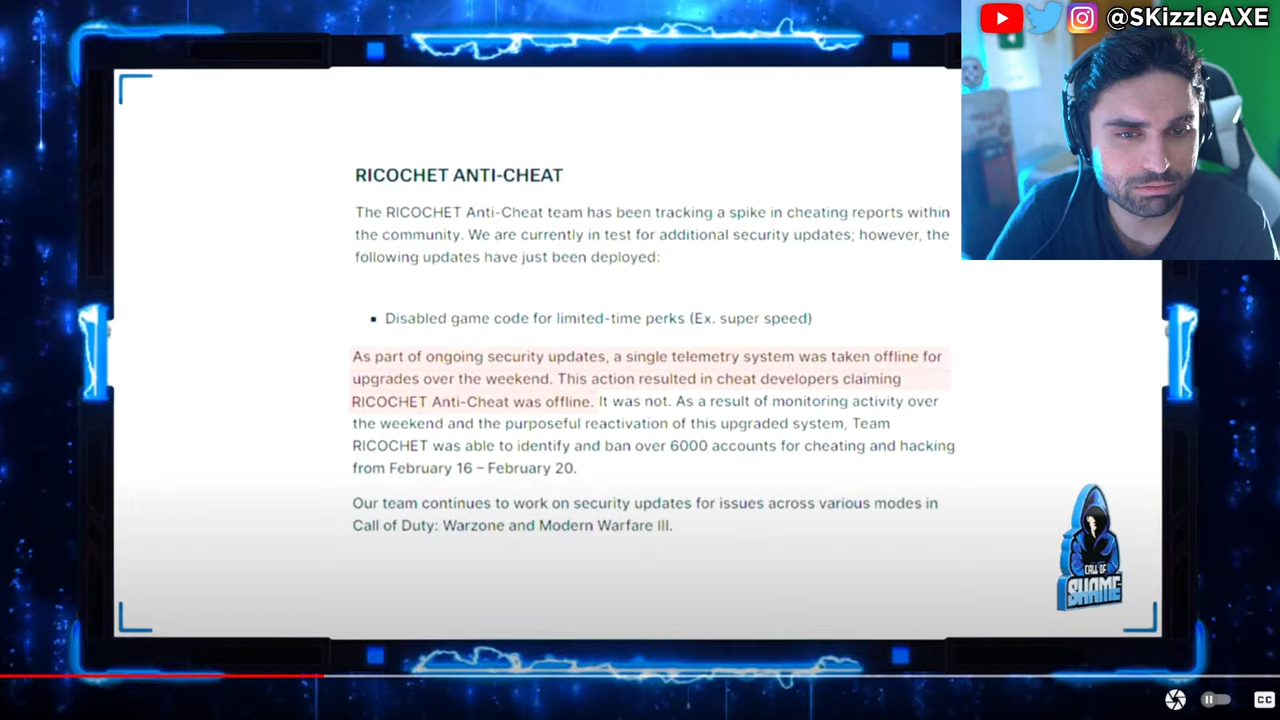 @SKizzleAXE
RICOCHET ANTI-CHEAT
The RICOCHET Anti-Cheat team has been tracking a spike in cheating reports within
the community. We are currently in test for additional security updates; however, the
following updates have just been deployed:
▪ Disabled game code for limited-time perks (Ex. super speed)
As part of ongoing security updates, a single telemetry system was taken offline for
upgrades over the weekend. This action resulted in cheat developers claiming
RICOCHET Anti-Cheat was offline. It was not. As a result of monitoring activity over
the weekend and the purposeful reactivation of this upgraded system, Team
RICOCHET was able to identify and ban over 6000 accounts for cheating and hacking
from February 16 – February 20.
Our team continues to work on security updates for issues across various modes in
Call of Duty: Warzone and Modern Warfare III.
CALL OF
SHAME
CC